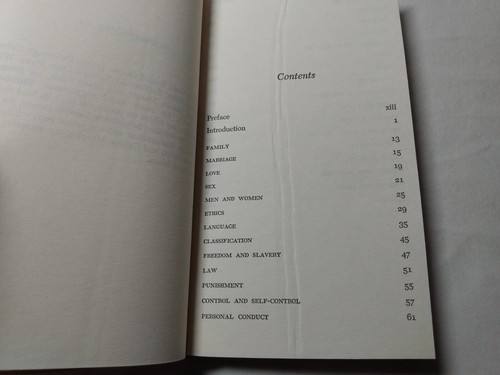 Contents
Preface xiii
Introduction 1
FAMILY 13
MARRIAGE 15
LOVE 19
SEX 21
MEN AND WOMEN 25
ETHICS 29
LANGUAGE 35
CLASSIFICATION 45
FREEDOM AND SLAVERY 47
LAW 51
PUNISHMENT 55
CONTROL AND SELF-CONTROL 57
PERSONAL CONDUCT 61